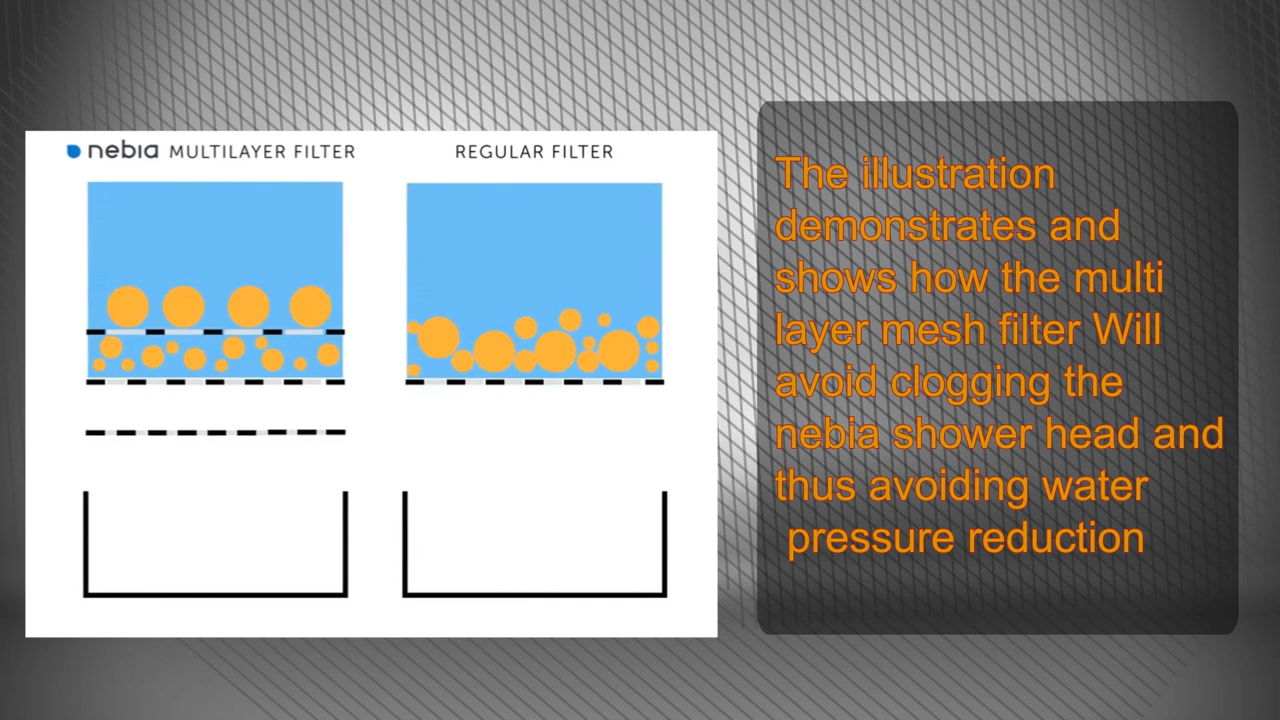 nebia MULTILAYER FILTER
REGULAR FILTER
The illustration
demonstrates and
shows how the multi
layer mesh filter Will
avoid clogging the
nebia shower head and
thus avoiding water
pressure reduction